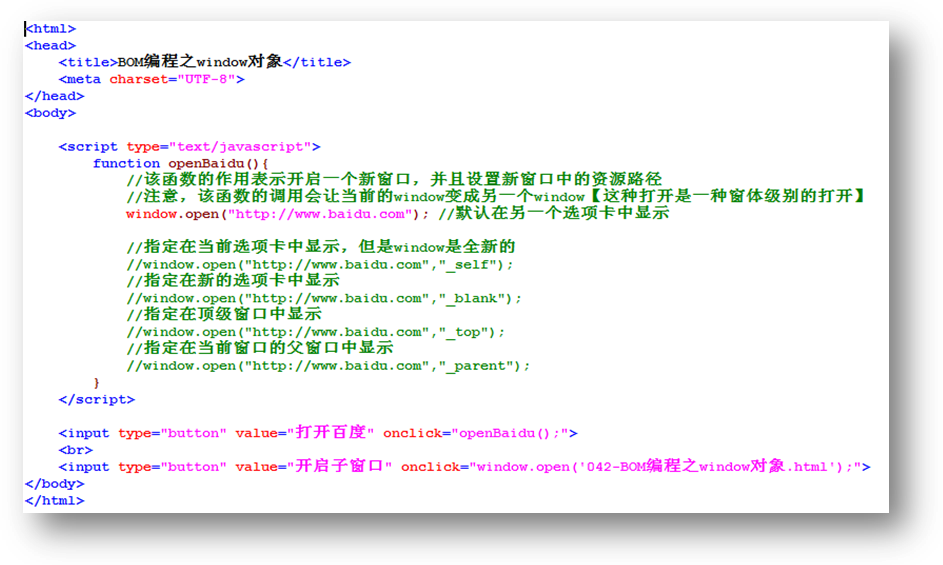 <html>
<head>
    <title>BOM编程之window对象</title>
    <meta charset="UTF-8">
</head>
<body>

    <script type="text/javascript">
        function openBaidu(){
            //该函数的作用表示开启一个新窗口，并且设置新窗口中的资源路径
            //注意，该函数的调用会让当前的window变成另一个window【这种打开是一种窗体级别的打开】
            window.open("http://www.baidu.com"); //默认在另一个选项卡中显示

            //指定在当前选项卡中显示，但是window是全新的
            //window.open("http://www.baidu.com","_self");
            //指定在新的选项卡中显示
            //window.open("http://www.baidu.com","_blank");
            //指定在顶级窗口中显示
            //window.open("http://www.baidu.com","_top");
            //指定在当前窗口的父窗口中显示
            //window.open("http://www.baidu.com","_parent");
        }
    </script>

    <input type="button" value="打开百度" onclick="openBaidu();">
    <br>
    <input type="button" value="开启子窗口" onclick="window.open('042-BOM编程之window对象.html');">
</body>
</html>